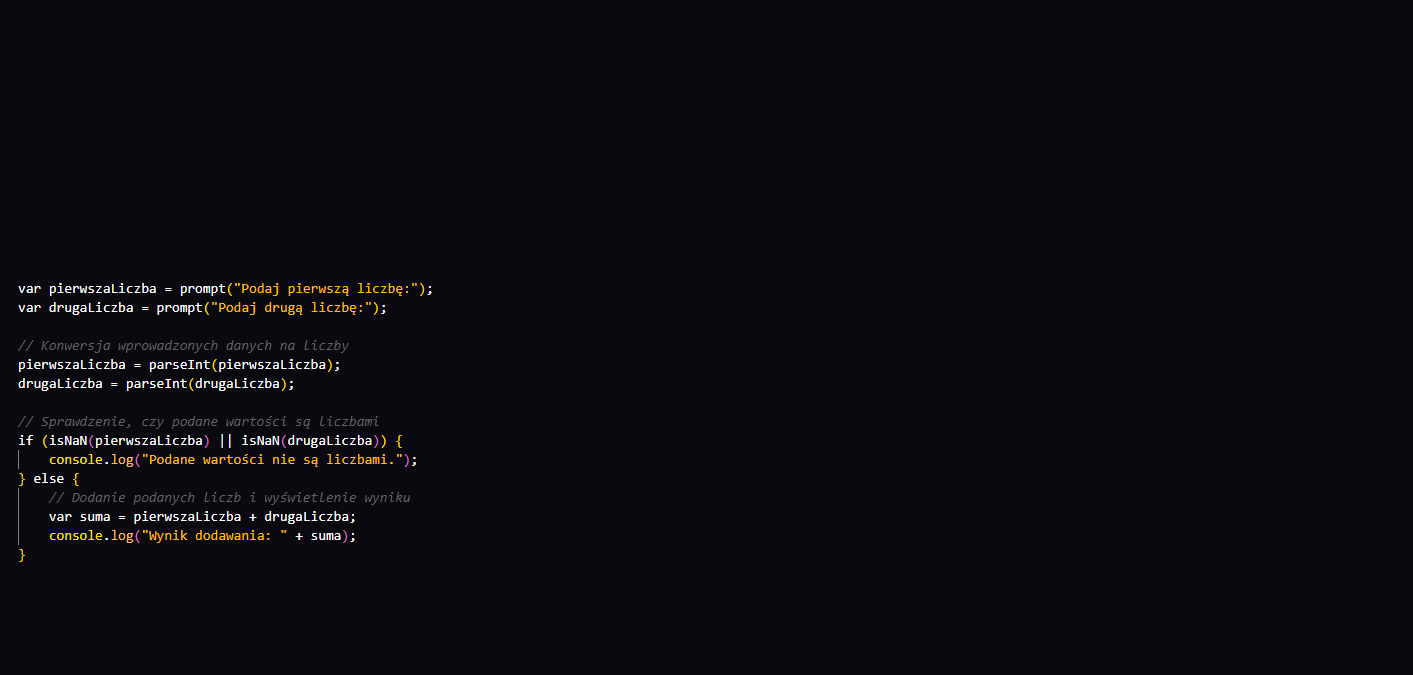 var pierwszaLiczba = prompt("Podaj pierwszą liczbę:");
var drugaLiczba = prompt("Podaj drugą liczbę:");
// Konwersja wprowadzonych danych na liczby
pierwszaLiczba = parseInt(pierwszaLiczba);
drugaLiczba = parseInt(drugaLiczba);
// Sprawdzenie, czy podane wartości są liczbami
if (isNaN(pierwszaLiczba) || isNaN(drugaLiczba)) {
    console.log("Podane wartości nie są liczbami.");
} else {
    // Dodanie podanych liczb i wyświetlenie wyniku
    var suma = pierwszaLiczba + drugaLiczba;
    console.log("Wynik dodawania: " + suma);
}